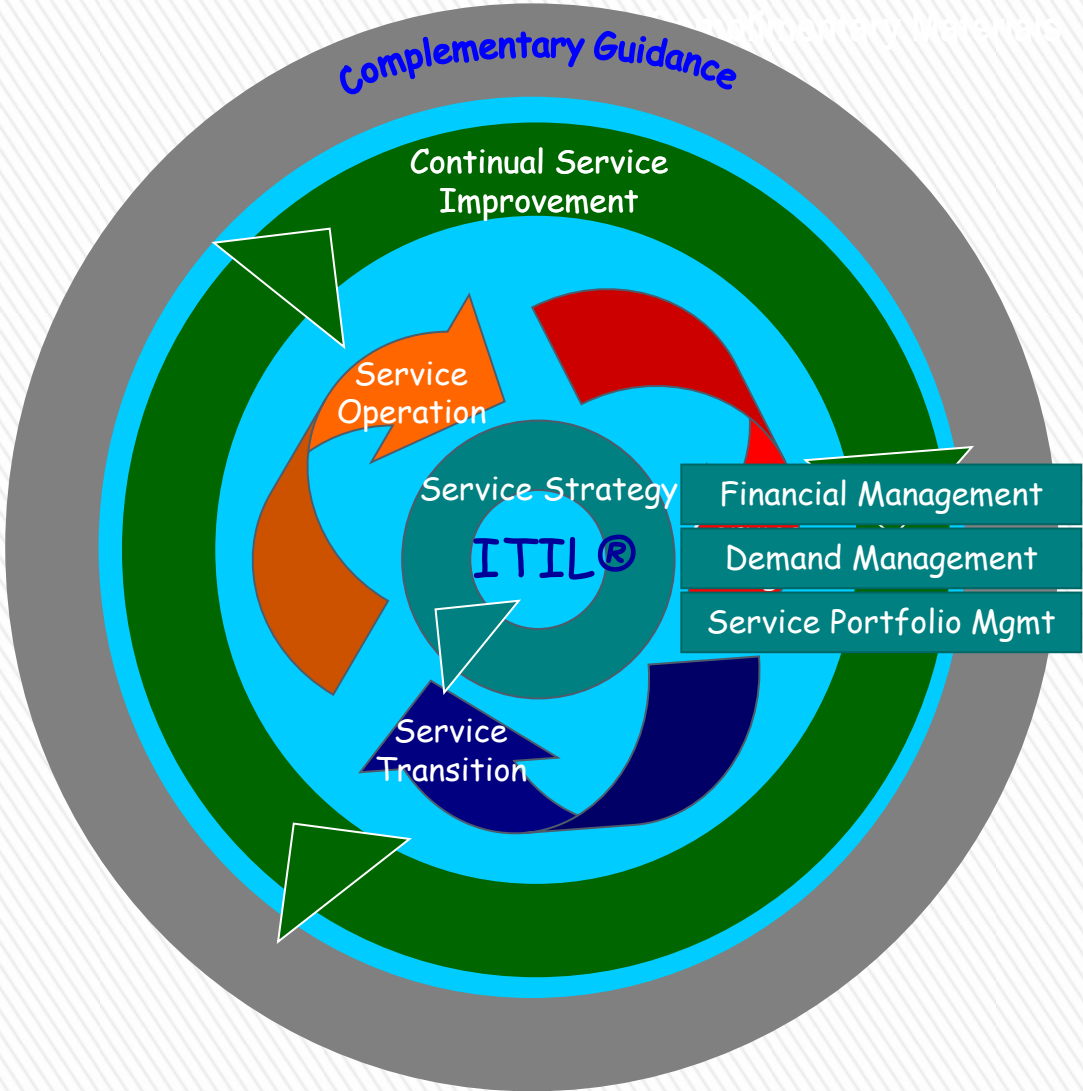 Complementary Guidance
Continual Service
Improvement
Service
Operation
Service Strategy
Financial Management
ITIL®
Demand Management
Service Portfolio Mgmt
Service
Transition